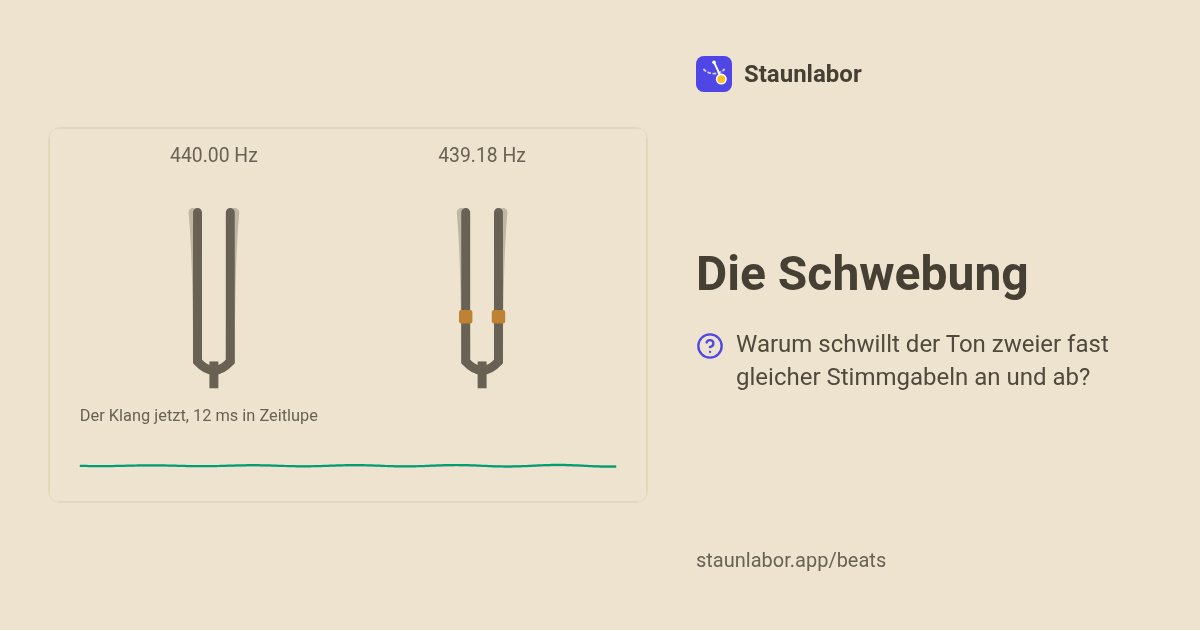 Staunlabor
440.00 Hz
439.18 Hz
Der Klang jetzt, 12 ms in Zeitlupe
Die Schwebung
Warum schwillt der Ton zweier fast
gleicher Stimmgabeln an und ab?
staunlabor.app/beats